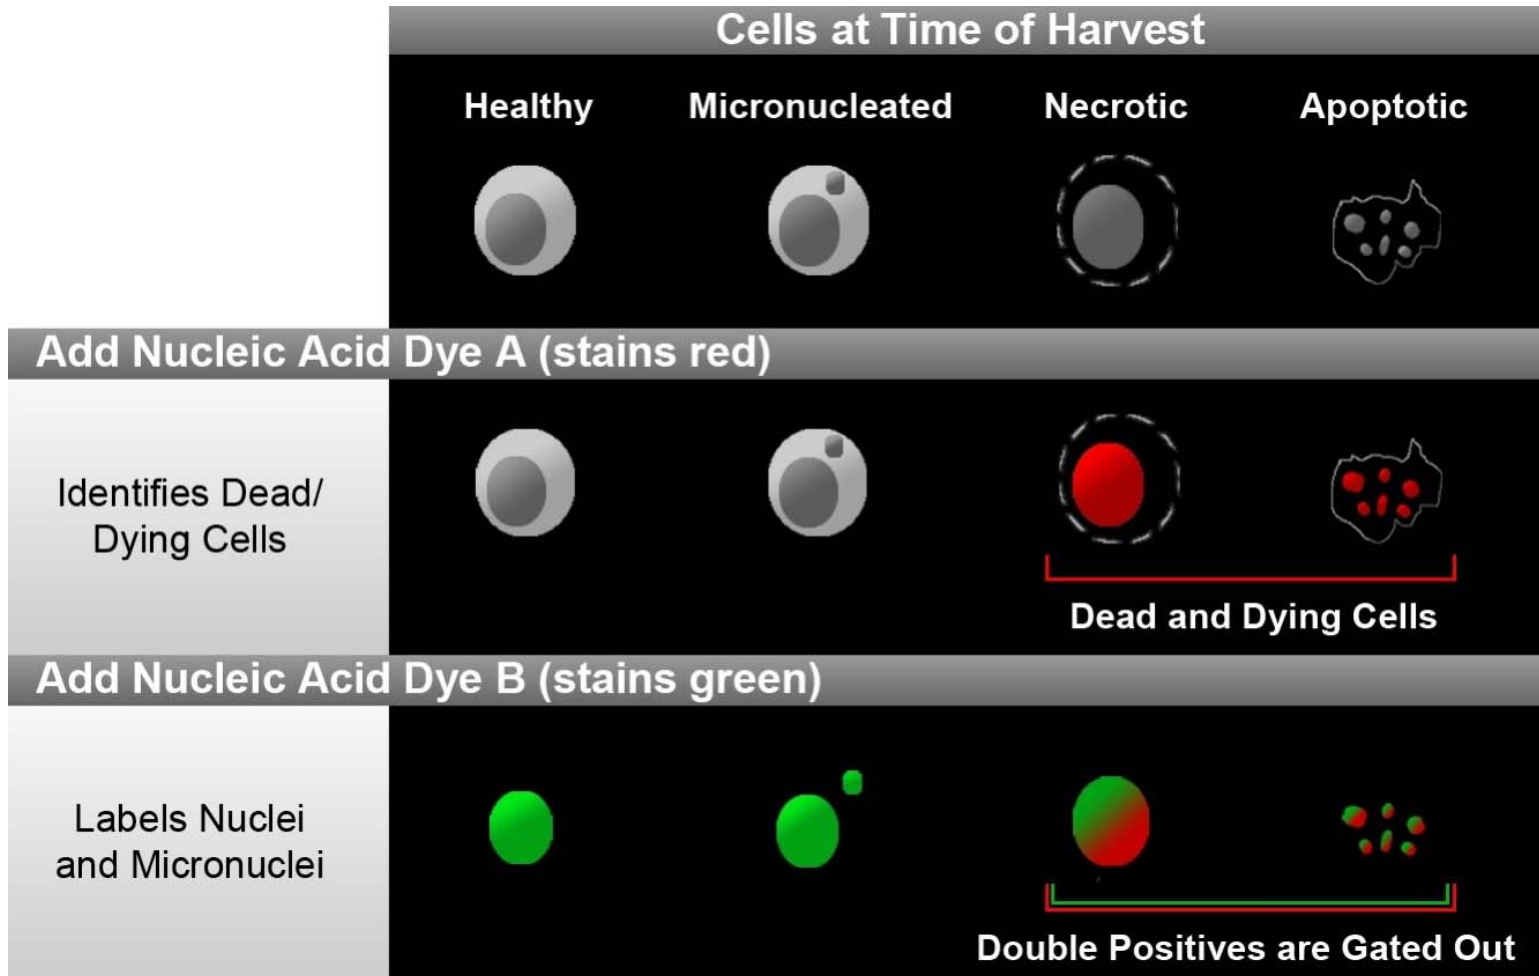 Cells at Time of Harvest
Healthy Micronucleated Necrotic Apoptotic
Add Nucleic Acid Dye A (stains red)
Identifies Dead/
Dying Cells
Dead and Dying Cells
Add Nucleic Acid Dye B (stains green)
Labels Nuclei
and Micronuclei
Double Positives are Gated Out